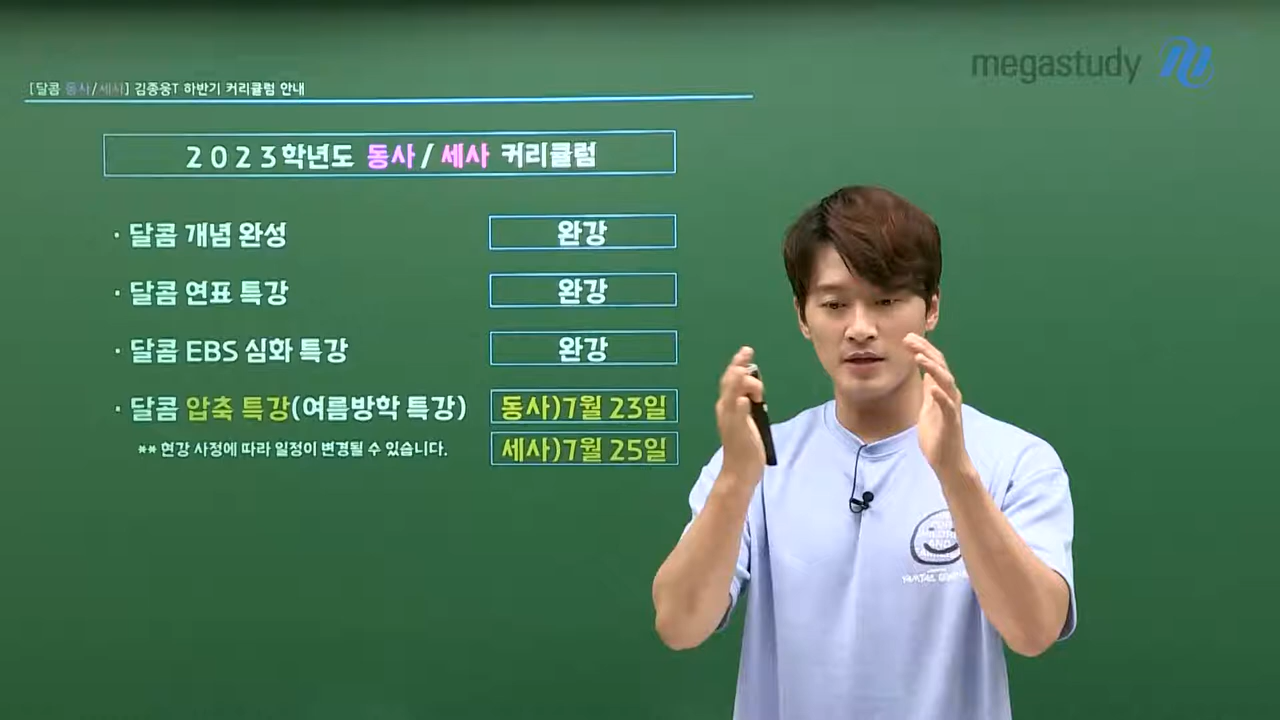 megastudy
[달콤 동사/세사] 김종웅T 하반기 커리큘럼 안내
2023학년도 동사/세사 커리큘럼
· 달콤 개념 완성 완강
· 달콤 연표 특강 완강
· 달콤 EBS 심화 특강 완강
· 달콤 압축 특강(여름방학 특강) 동사)7월 23일
** 현강 사정에 따라 일정이 변경될 수 있습니다. 세사)7월 25일
AND